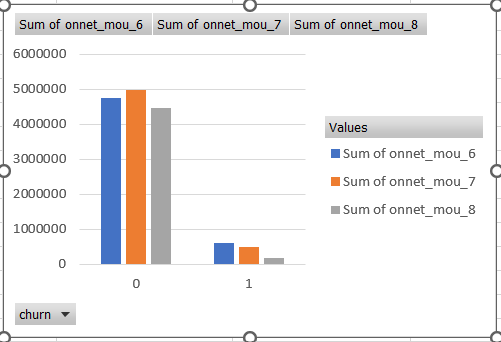 Sum of onnet_mou_6 Sum of onnet_mou_7 Sum of onnet_mou_8
6000000
5000000
4000000
3000000
2000000
1000000
0
0 1
Values
Sum of onnet_mou_6
Sum of onnet_mou_7
Sum of onnet_mou_8
churn